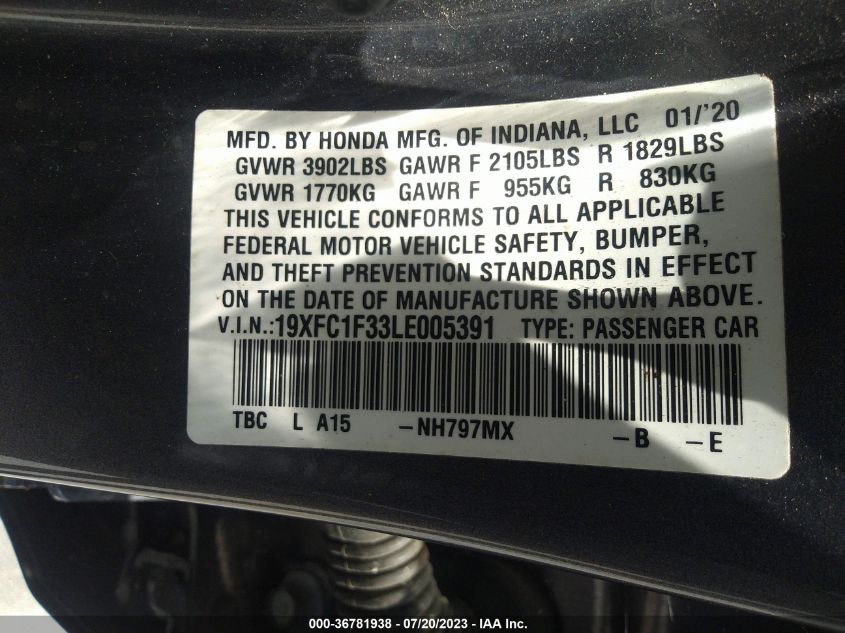 MFD. BY HONDA MFG. OF INDIANA, LLC 01/'20
GVWR 3902LBS GAWR F 2105LBS R 1829LBS
GVWR 1770KG GAWR F 955KG R 830KG
THIS VEHICLE CONFORMS TO ALL APPLICABLE
FEDERAL MOTOR VEHICLE SAFETY, BUMPER,
AND THEFT PREVENTION STANDARDS IN EFFECT
ON THE DATE OF MANUFACTURE SHOWN ABOVE.
V.I.N.:19XFC1F33LE005391 TYPE: PASSENGER CAR
TBC L A15 -NH797MX -B -E
000-36781938 - 07/20/2023 - IAA Inc.